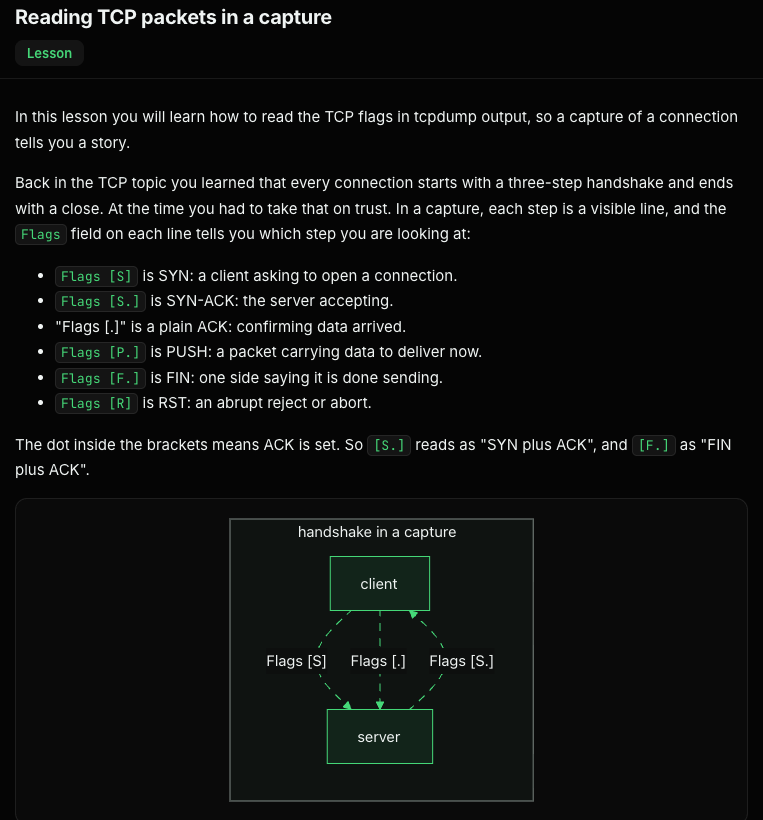 Reading TCP packets in a capture
Lesson
In this lesson you will learn how to read the TCP flags in tcpdump output, so a capture of a connection
tells you a story.
Back in the TCP topic you learned that every connection starts with a three-step handshake and ends
with a close. At the time you had to take that on trust. In a capture, each step is a visible line, and the
Flags field on each line tells you which step you are looking at:
• Flags [S] is SYN: a client asking to open a connection.
• Flags [S.] is SYN-ACK: the server accepting.
• "Flags [.]" is a plain ACK: confirming data arrived.
• Flags [P.] is PUSH: a packet carrying data to deliver now.
• Flags [F.] is FIN: one side saying it is done sending.
• Flags [R] is RST: an abrupt reject or abort.
The dot inside the brackets means ACK is set. So [S.] reads as "SYN plus ACK", and [F.] as "FIN
plus ACK".
handshake in a capture
client
Flags [S] Flags [.] Flags [S.]
server